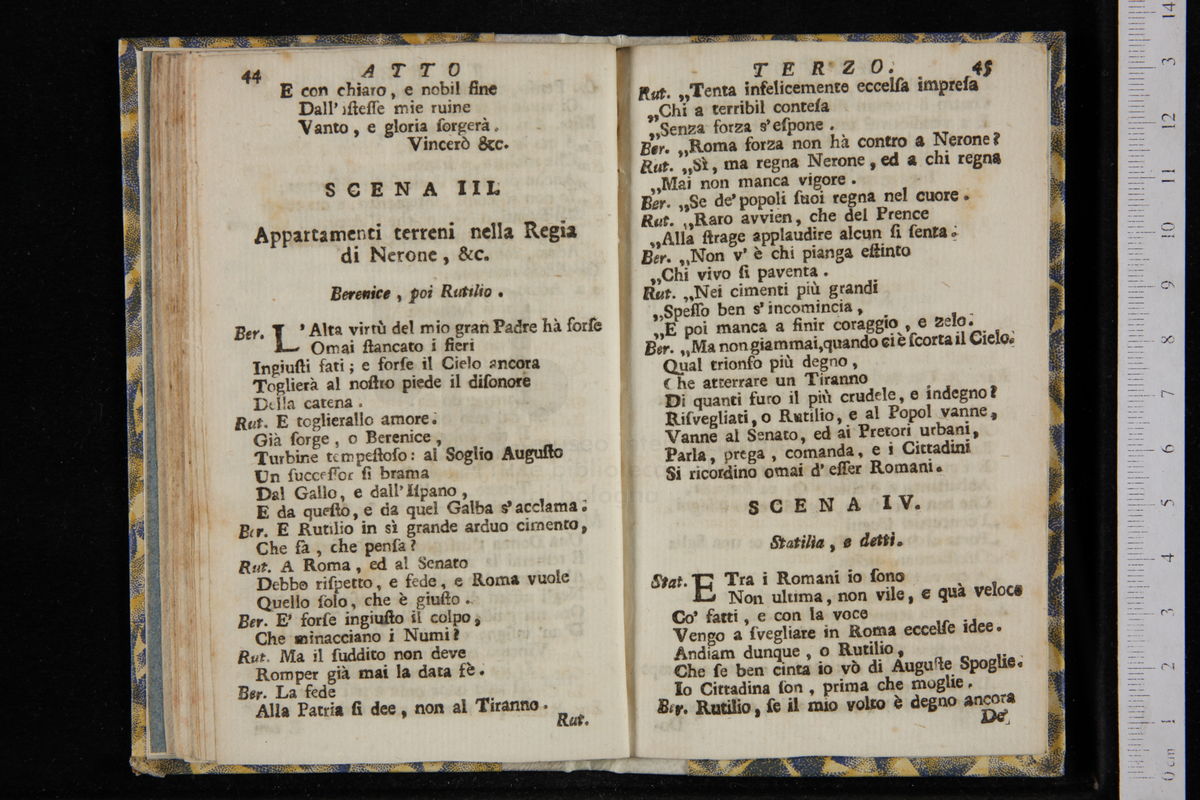 44 ATTO
E con chiaro, e nobil fine
Dall' iſteſſe mie ruine
Vanto, e gloria ſorgerà.
Vincerò &c.
SCENA III.
Appartamenti terreni nella Regia
di Nerone, &c.
Berenice, poi Rutilio.
Ber. L'Alta virtù del mio gran Padre hà forſe
Omai ſtancato i fieri
Ingiuſti fati; e forſe il Cielo ancora
Toglierà al noſtro piede il diſonore
Della catena.
Rut. E toglierallo amore.
Già ſorge, o Berenice,
Turbine tempeſtoſo: al Soglio Auguſto
Un ſucceſſor ſi brama
Dal Gallo, e dall'Iſpano,
E da queſto, e da quel Galba s'acclama.
Ber. E Rutilio in sì grande arduo cimento,
Che fa, che penſa?
Rut. A Roma, ed al Senato
Debbo riſpetto, e fede, e Roma vuole
Quello ſolo, che è giuſto.
Ber. E' forſe ingiuſto il colpo,
Che minacciano i Numi?
Rut. Ma il ſuddito non deve
Romper già mai la data fè.
Ber. La fede
Alla Patria ſi dee, non al Tiranno.
Rut.
TERZO. 45
Rut. „Tenta infelicemente eccelſa impreſa
„Chi a terribil conteſa
„Senza forza s'eſpone.
Ber. „Roma forza non hà contro a Nerone?
Rut. „Sì, ma regna Nerone, ed a chi regna
„Mai non manca vigore.
Ber. „Se de' popoli ſuoi regna nel cuore.
Rut. „Raro avvien, che del Prence
„Alla ſtrage applaudire alcun ſi ſenta.
Ber. „Non v' è chi pianga eſtinto
„Chi vivo ſi paventa.
Rut. „Nei cimenti più grandi
„Speſſo ben s'incomincia,
„E poi manca a finir coraggio, e zelo.
Ber. „Ma non giammai, quando ci è ſcorta il Cielo.
Qual trionfo più degno,
Che atterrare un Tiranno
Di quanti furo il più crudele, e indegno?
Riſvegliati, o Rutilio, e al Popol vanne,
Vanne al Senato, ed ai Pretori urbani,
Parla, prega, comanda, e i Cittadini
Si ricordino omai d'eſſer Romani.
SCENA IV.
Statilia, e detti.
Stat. E Tra i Romani io ſono
Non ultima, non vile, e quà veloce
Co' fatti, e con la voce
Vengo a ſvegliare in Roma eccelſe idee.
Andiam dunque, o Rutilio,
Che ſe ben cinta io vò di Auguſte Spoglie.
Io Cittadina ſon, prima che moglie.
Ber. Rutilio, ſe il mio volto è degno ancora
De'